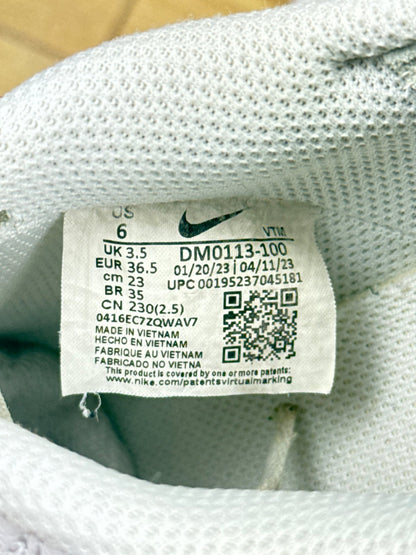 US
6
VTM
UK 3.5
DM0113-100
EUR 36.5
01/20/23 | 04/11/23
cm 23
UPC 00195237045181
BR 35
CN 230(2.5)
0416EC7ZQWAV7
MADE IN VIETNAM
HECHO EN VIETNAM
FABRIQUE AU VIETNAM
FABRICADO NO VIETNA
This product is covered by one or more patents.
www.nike.com/patentsvirtualmarking